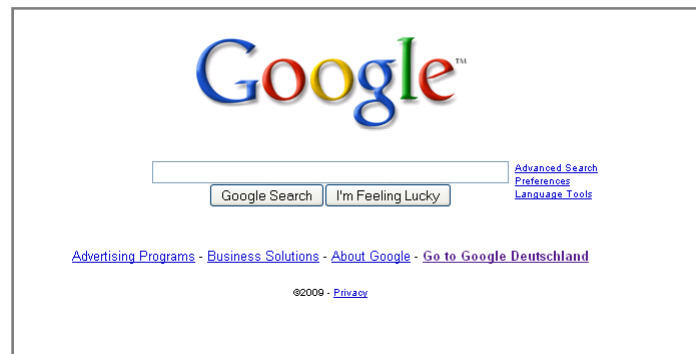 Google™
Advanced Search
Preferences
Language Tools
Google Search I'm Feeling Lucky
Advertising Programs - Business Solutions - About Google - Go to Google Deutschland
©2009 - Privacy